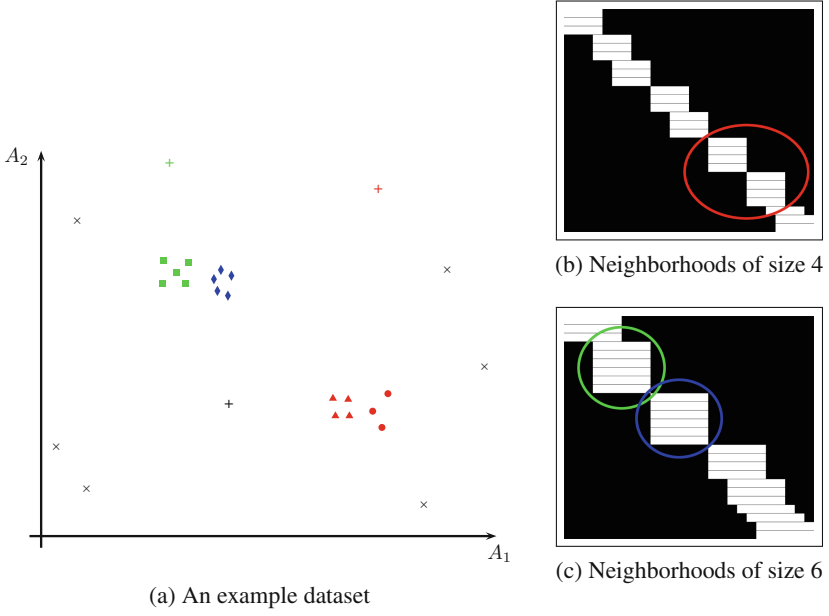 A₂
A₁
(a) An example dataset
(b) Neighborhoods of size 4
(c) Neighborhoods of size 6